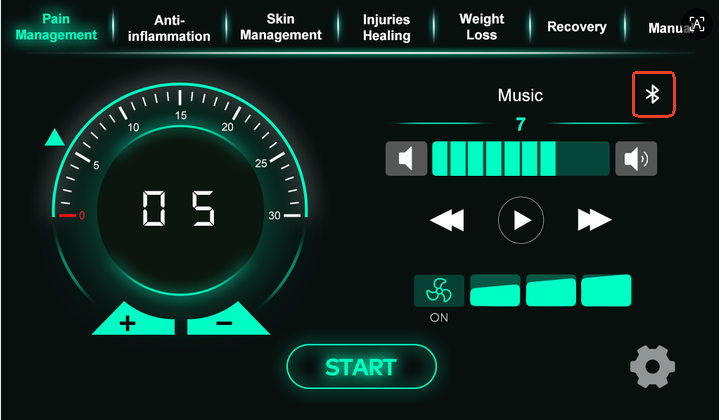 Pain
Management
Anti-
inflammation
Skin
Management
Injuries
Healing
Weight
Loss
Recovery
Manua
A
Music
7
0
5
10
15
20
25
30
05
+
−
ON
START